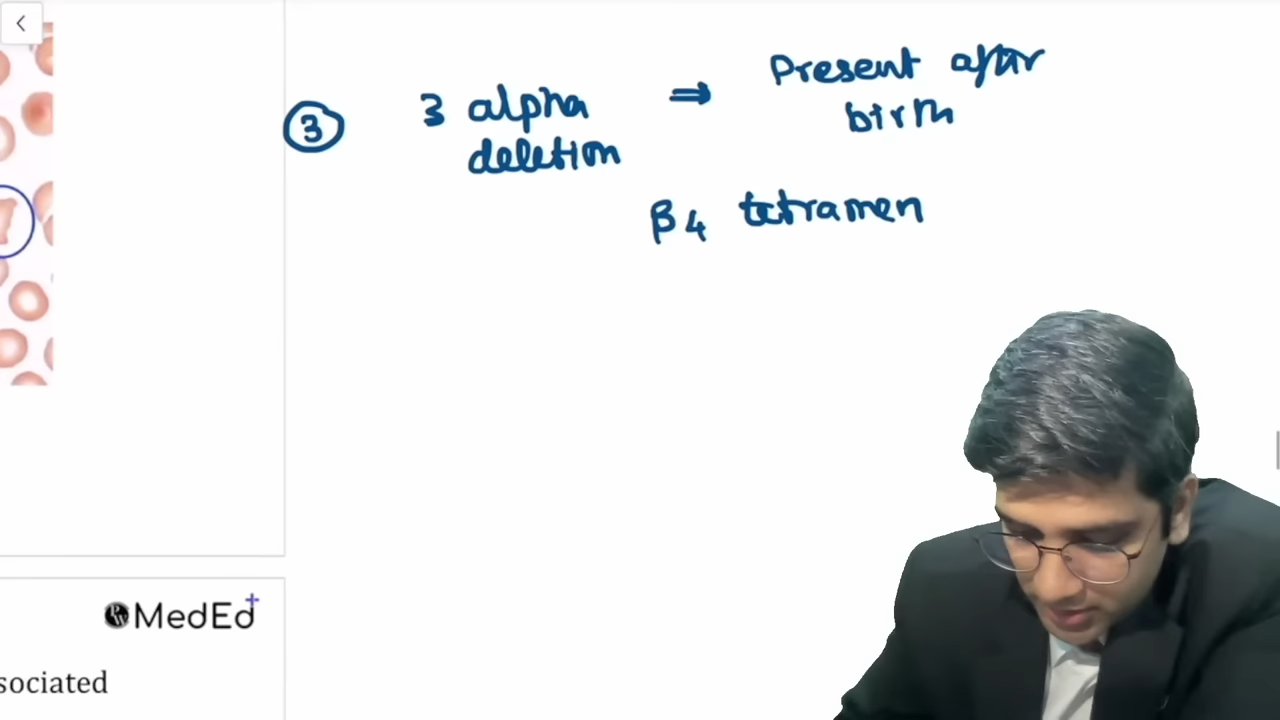 3 3 alpha ⇒ Present after
deletion birth
β4 tetramer
MedEd+
sociated